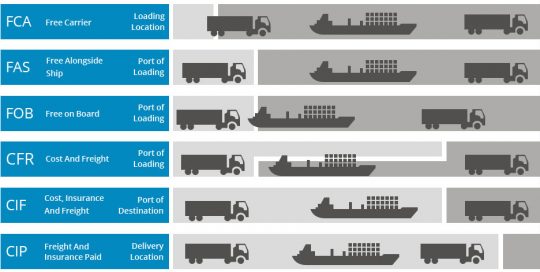 FCA Free Carrier Loading
Location
FAS Free Alongside
Ship Port of
Loading
FOB Free on Board Port of
Loading
CFR Cost And Freight Port of
Loading
CIF Cost, Insurance
And Freight Port of
Destination
CIP Freight And
Insurance Paid Delivery
Location